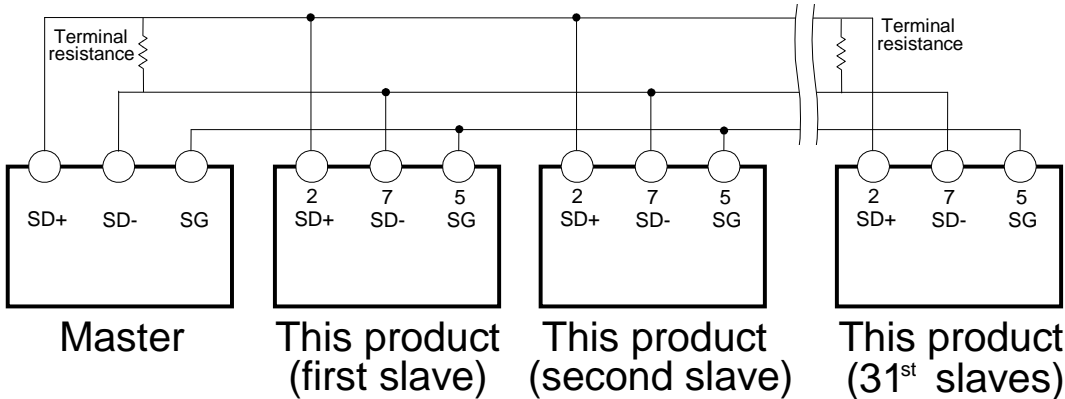 Terminal
resistance
Terminal
resistance
SD+ SD- SG
2 7 5
SD+ SD- SG
2 7 5
SD+ SD- SG
2 7 5
SD+ SD- SG
Master
This product
(first slave)
This product
(second slave)
This product
(31st slaves)